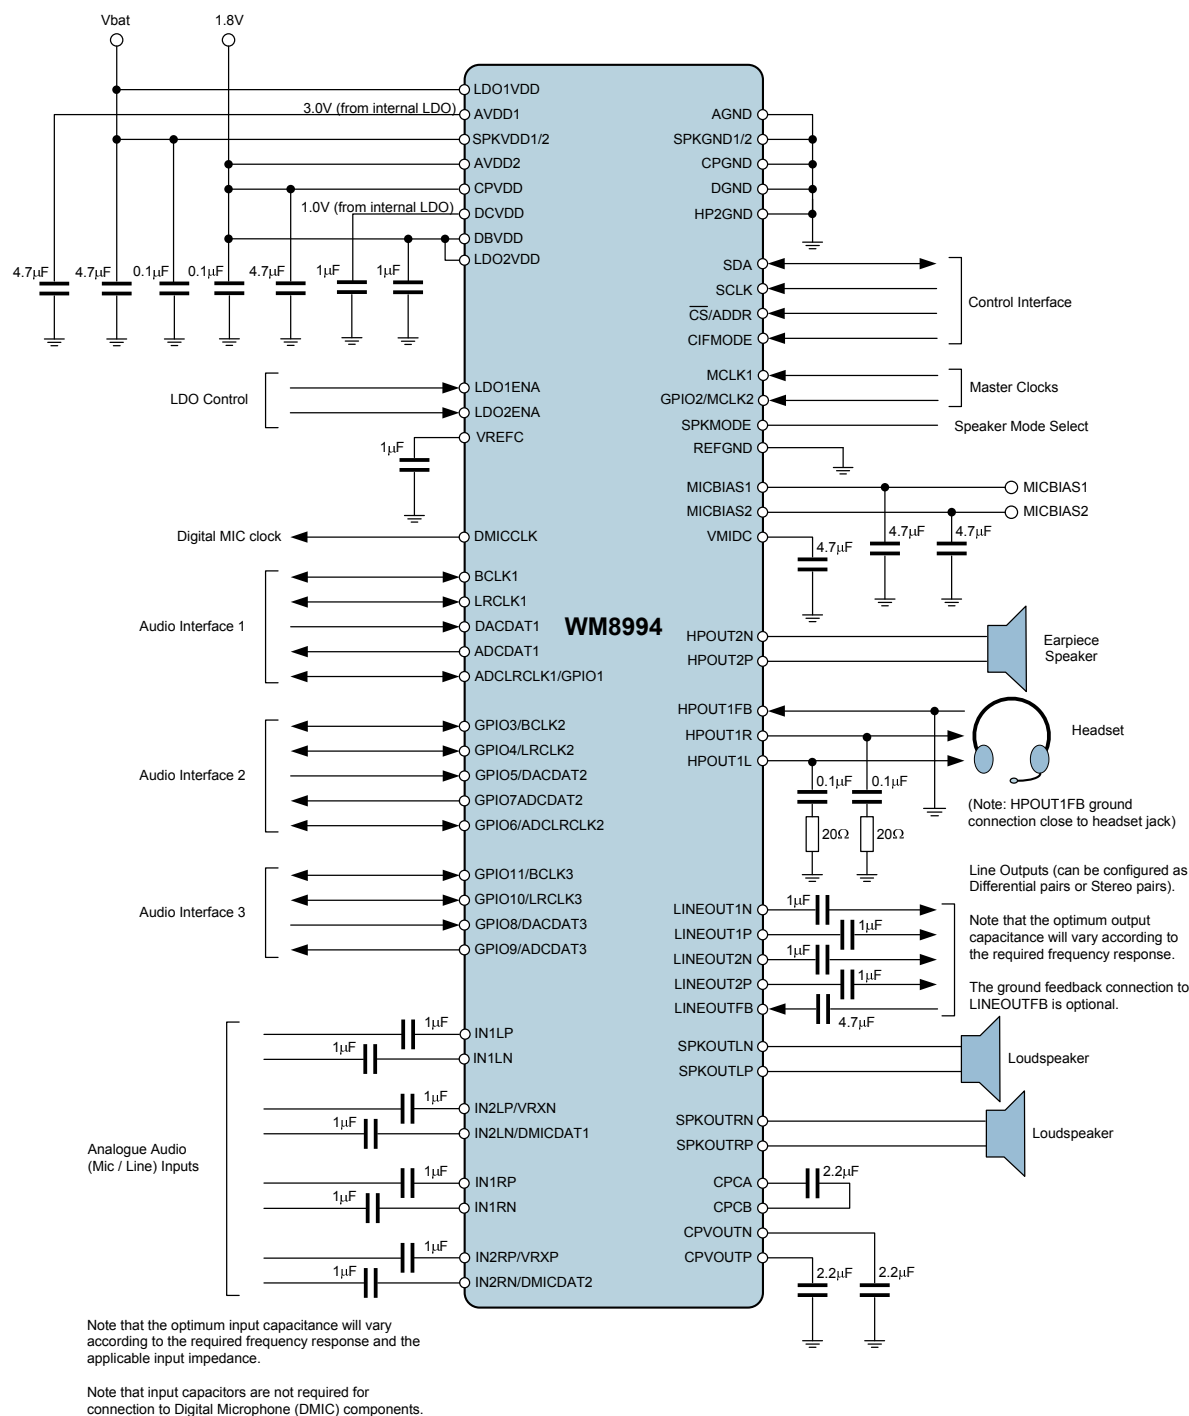 Vbat
1.8V
LDO1VDD
3.0V (from internal LDO)
AVDD1
SPKVDD1/2
AVDD2
CPVDD
1.0V (from internal LDO)
DCVDD
DBVDD
LDO2VDD
4.7µF
4.7µF
0.1µF
0.1µF
4.7µF
1µF
1µF
LDO Control
LDO1ENA
LDO2ENA
VREFC
1µF
Digital MIC clock
DMICCLK
Audio Interface 1
BCLK1
LRCLK1
DACDAT1
ADCDAT1
ADCLRCLK1/GPIO1
Audio Interface 2
GPIO3/BCLK2
GPIO4/LRCLK2
GPIO5/DACDAT2
GPIO7ADCDAT2
GPIO6/ADCLRCLK2
Audio Interface 3
GPIO11/BCLK3
GPIO10/LRCLK3
GPIO8/DACDAT3
GPIO9/ADCDAT3
Analogue Audio
(Mic / Line) Inputs
1µF
IN1LP
1µF
IN1LN
1µF
IN2LP/VRXN
1µF
IN2LN/DMICDAT1
1µF
IN1RP
1µF
IN1RN
1µF
IN2RP/VRXP
1µF
IN2RN/DMICDAT2
Note that the optimum input capacitance will vary
according to the required frequency response and the
applicable input impedance.
Note that input capacitors are not required for
connection to Digital Microphone (DMIC) components.
WM8994
AGND
SPKGND1/2
CPGND
DGND
HP2GND
SDA
SCLK
CS/ADDR
CIFMODE
Control Interface
MCLK1
GPIO2/MCLK2
Master Clocks
SPKMODE
Speaker Mode Select
REFGND
MICBIAS1
MICBIAS1
MICBIAS2
MICBIAS2
VMIDC
4.7µF
4.7µF
4.7µF
HPOUT2N
HPOUT2P
Earpiece
Speaker
HPOUT1FB
HPOUT1R
HPOUT1L
Headset
0.1µF
0.1µF
20Ω
20Ω
(Note: HPOUT1FB ground
connection close to headset jack)
Line Outputs (can be configured as
Differential pairs or Stereo pairs).
Note that the optimum output
capacitance will vary according to
the required frequency response.
The ground feedback connection to
LINEOUTFB is optional.
LINEOUT1N
1µF
LINEOUT1P
1µF
LINEOUT2N
1µF
LINEOUT2P
1µF
LINEOUTFB
4.7µF
SPKOUTLN
SPKOUTLP
Loudspeaker
SPKOUTRN
SPKOUTRP
Loudspeaker
CPCA
2.2µF
CPCB
CPVOUTN
CPVOUTP
2.2µF
2.2µF